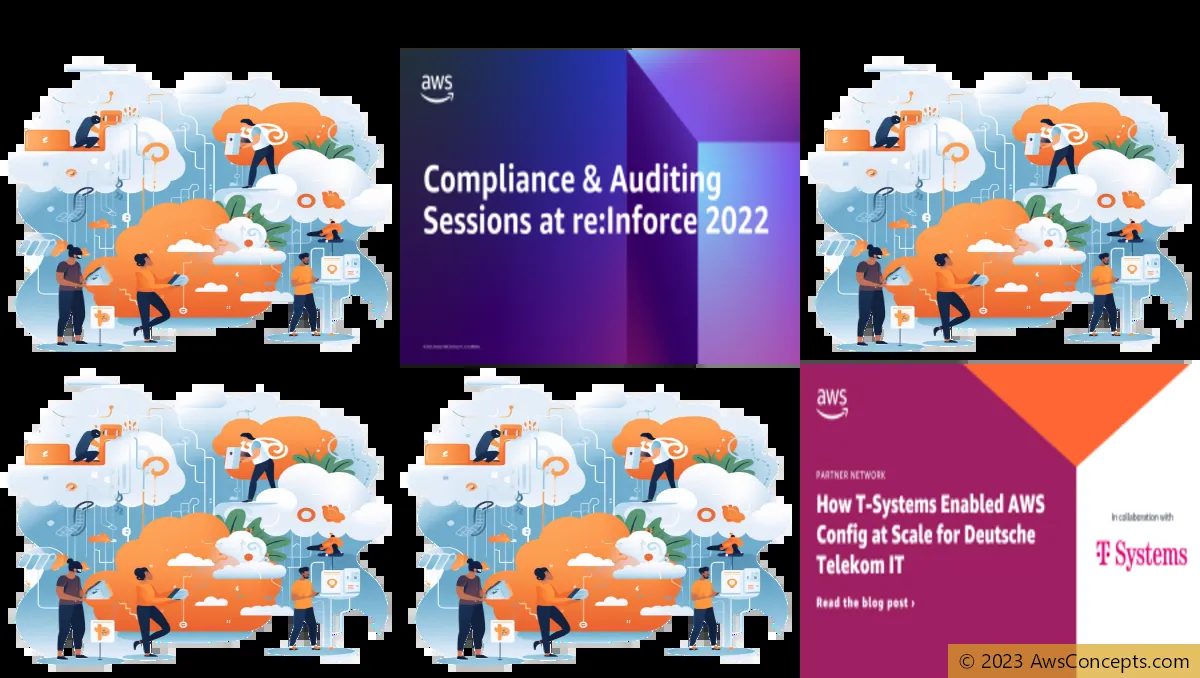 aws
Compliance & Auditing
Sessions at re:Inforce 2022
aws
PARTNER NETWORK
How T-Systems Enabled AWS
Config at Scale for Deutsche
Telekom IT
Read the blog post ›
In collaboration with
T Systems
© 2023 AwsConcepts.com